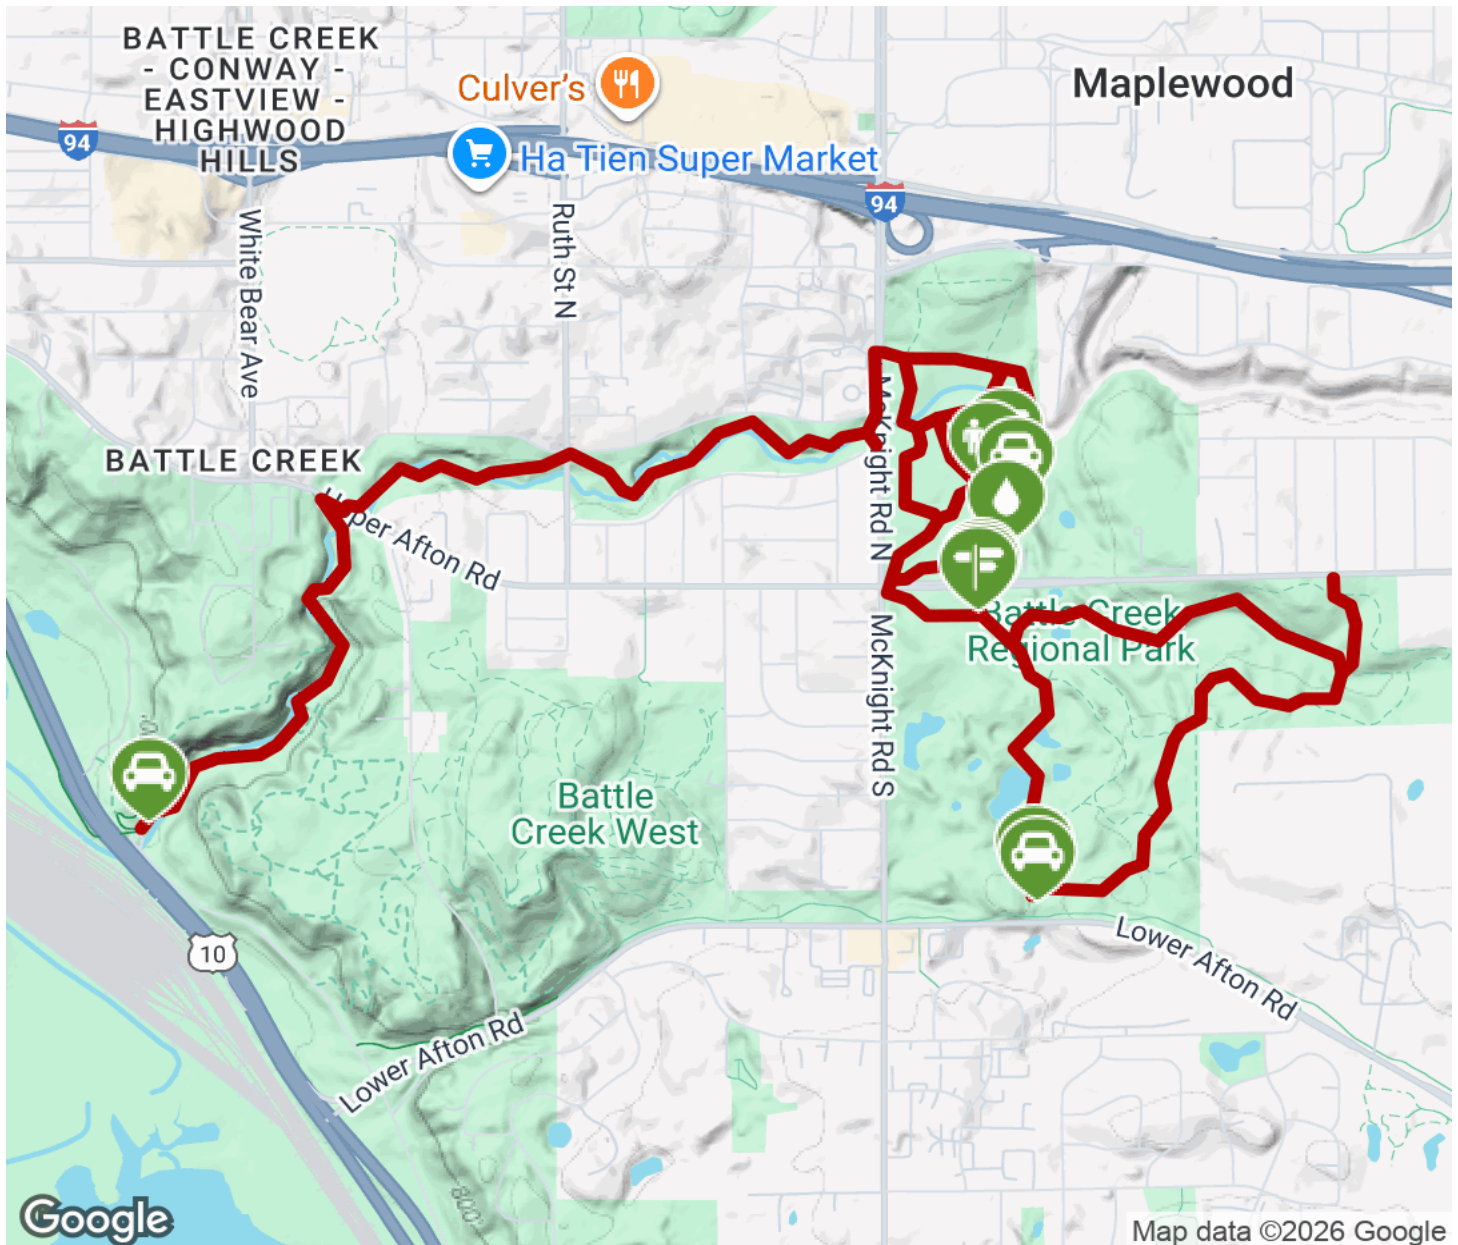 BATTLE CREEK
- CONWAY -
EASTVIEW -
HIGHWOOD
HILLS
Culver's
Maplewood
94
Ha Tien Super Market
94
White Bear Ave
Ruth St N
McKnight Rd N
BATTLE CREEK
Upper Afton Rd
Battle Creek
Regional Park
McKnight Rd S
Battle
Creek West
10
Lower Afton Rd
Lower Afton Rd
800
Google
Map data ©2026 Google